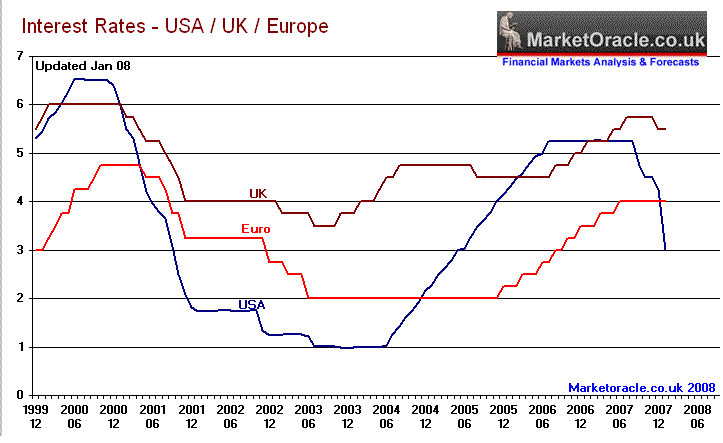 Interest Rates - USA / UK / Europe
MarketOracle.co.uk
Financial Markets Analysis & Forecasts
Updated Jan 08
7
6
5
4
3
2
1
0
UK
Euro
USA
Marketoracle.co.uk 2008
1999 2000 2000 2001 2001 2002 2002 2003 2003 2004 2004 2005 2005 2006 2006 2007 2007 2008
12 06 12 06 12 06 12 06 12 06 12 06 12 06 12 06 12 06